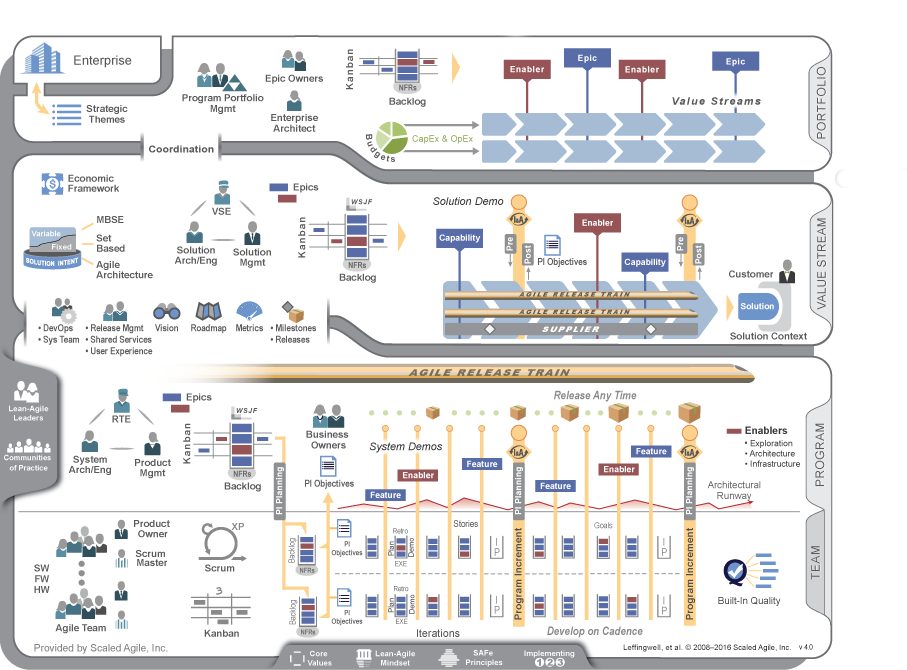 Enterprise
Strategic
Themes
Program Portfolio
Mgmt
Epic Owners
Enterprise
Architect
Kanban
NFRs
Backlog
Budgets
CapEx & OpEx
Enabler
Epic
Enabler
Epic
Value Streams
PORTFOLIO
Coordination
Economic
Framework
Variable
Fixed
SOLUTION INTENT
MBSE
Set
Based
Agile
Architecture
VSE
Solution
Arch/Eng
Solution
Mgmt
Epics
Kanban
WSJF
NFRs
Backlog
Solution Demo
Capability
I&A
Pre
Post
PI Objectives
Enabler
Capability
I&A
Pre
Post
AGILE RELEASE TRAIN
AGILE RELEASE TRAIN
SUPPLIER
Customer
Solution
Solution Context
VALUE STREAM
• DevOps
• Sys Team
• Release Mgmt
• Shared Services
• User Experience
Vision
Roadmap
Metrics
• Milestones
• Releases
AGILE RELEASE TRAIN
Lean-Agile
Leaders
Communities
of Practice
RTE
System
Arch/Eng
Product
Mgmt
Epics
Kanban
WSJF
NFRs
Backlog
PI Planning
Business
Owners
PI Objectives
Release Any Time
System Demos
Feature
Enabler
Feature
I&A
PI Planning
Feature
Enabler
Feature
I&A
PI Planning
Enablers
• Exploration
• Architecture
• Infrastructure
Architectural
Runway
PROGRAM
SW
FW
HW
Agile Team
Product
Owner
Scrum
Master
XP
Scrum
3
Kanban
Backlog
NFRs
PI
Objectives
Retro
Plan
Demo
EXE
Stories
IP
Program Increment
Goals
IP
Program Increment
Backlog
NFRs
PI
Objectives
Retro
Plan
Demo
EXE
IP
IP
Iterations
Develop on Cadence
Built-In Quality
TEAM
Provided by Scaled Agile, Inc.
Core
Values
Lean-Agile
Mindset
SAFe
Principles
Implementing
123
Leffingwell, et al. © 2008–2016 Scaled Agile, Inc. v 4.0